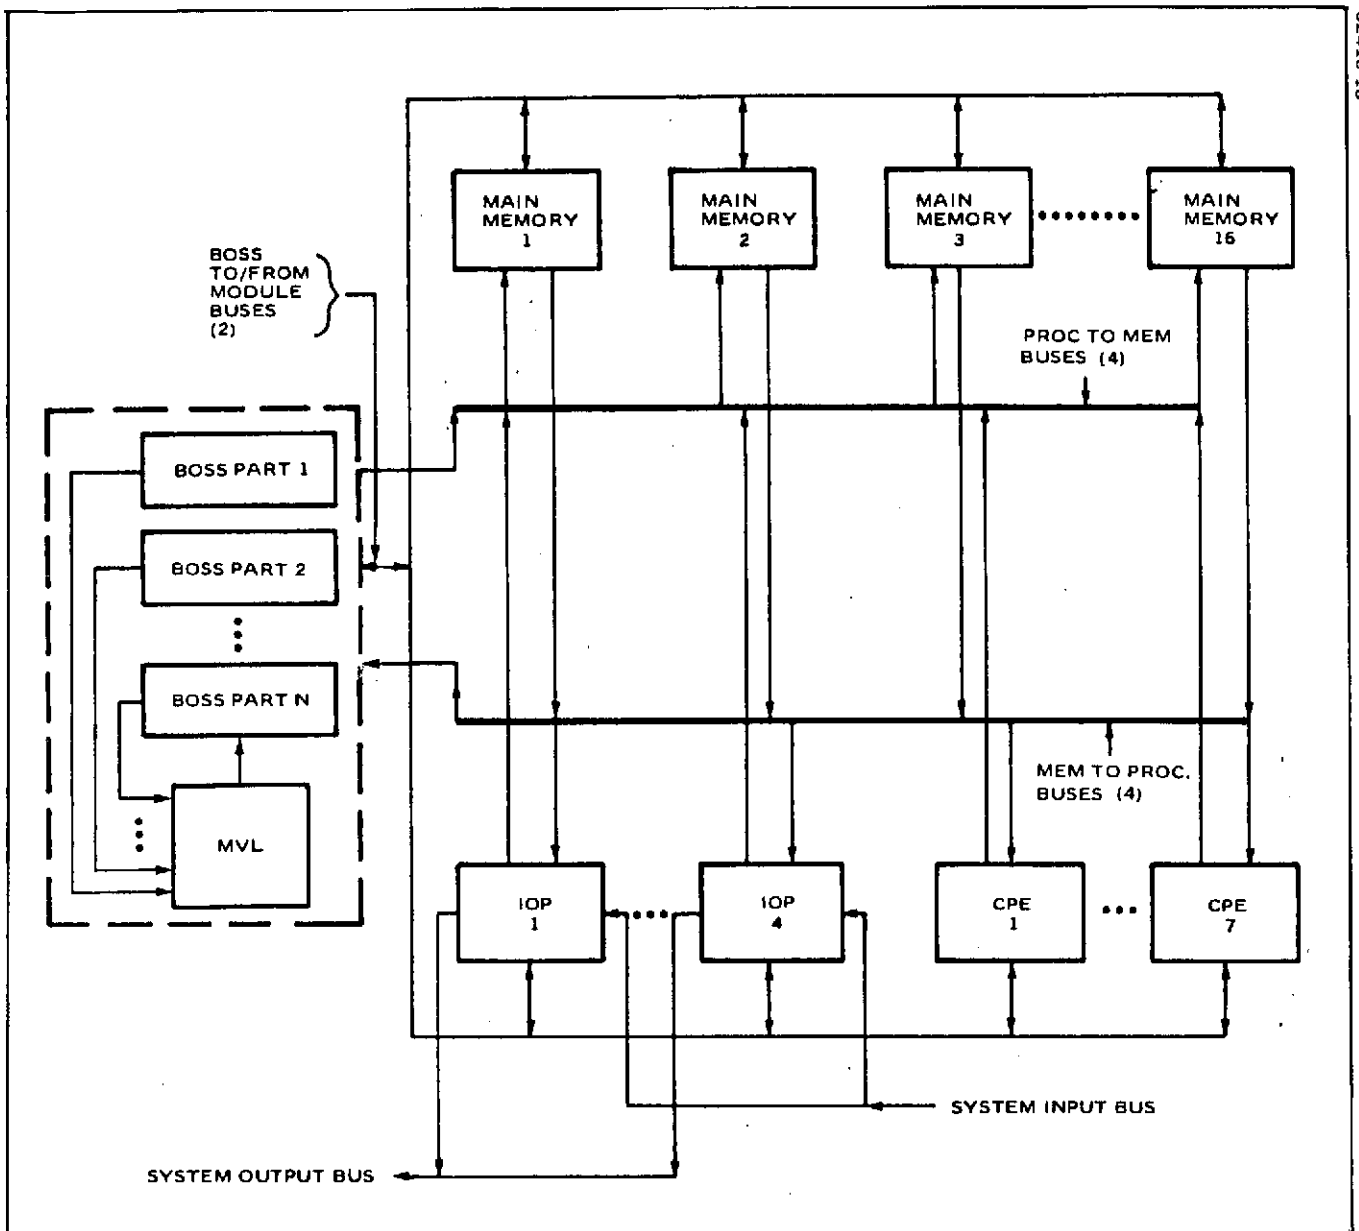 MAIN
MEMORY
1
MAIN
MEMORY
2
MAIN
MEMORY
3
MAIN
MEMORY
16
BOSS
TO/FROM
MODULE
BUSES
(2)
PROC TO MEM
BUSES (4)
BOSS PART 1
BOSS PART 2
BOSS PART N
MVL
MEM TO PROC.
BUSES (4)
IOP
1
IOP
4
CPE
1
CPE
7
SYSTEM INPUT BUS
SYSTEM OUTPUT BUS